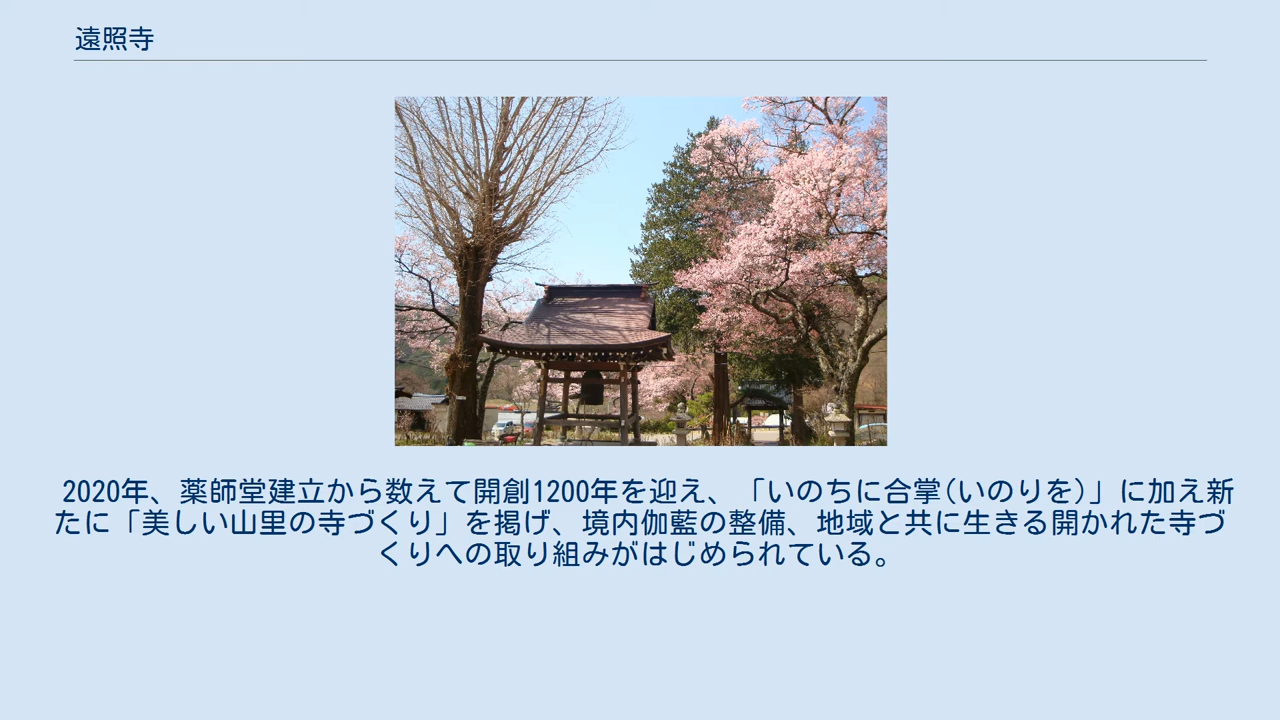 遠照寺
2020年、薬師堂建立から数えて開創1200年を迎え、「いのちに合掌(いのりを)」に加え新
たに「美しい山里の寺づくり」を掲げ、境内伽藍の整備、地域と共に生きる開かれた寺づ
くりへの取り組みがはじめられている。